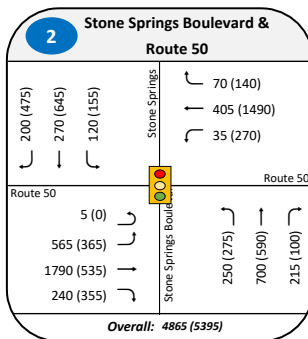 2
Stone Springs Boulevard &
Route 50
200 (475)
270 (645)
120 (155)
Stone Springs
70 (140)
405 (1490)
35 (270)
Route 50
Route 50
5 (0)
565 (365)
1790 (535)
240 (355)
Stone Springs Boulev
250 (275)
700 (590)
215 (100)
Overall: 4865 (5395)